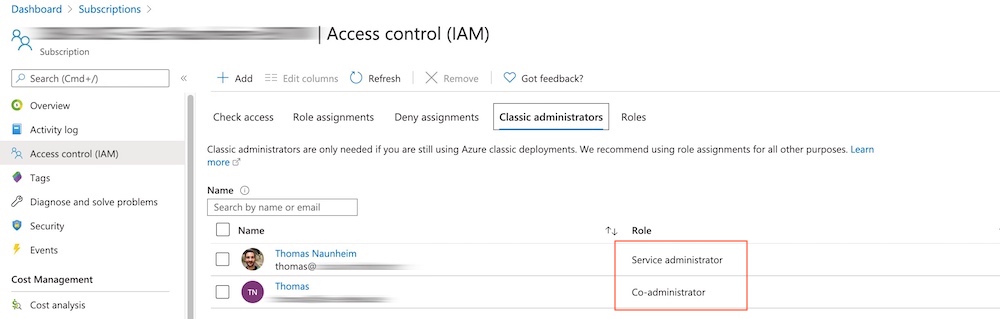 Dashboard > Subscriptions >
| Access control (IAM)
Subscription
Search (Cmd+/)
«
Add
Edit columns
Refresh
Remove
Got feedback?
Overview
Activity log
Access control (IAM)
Tags
Diagnose and solve problems
Security
Events
Cost Management
Cost analysis
Check access
Role assignments
Deny assignments
Classic administrators
Roles
Classic administrators are only needed if you are still using Azure classic deployments. We recommend using role assignments for all other purposes. Learn
more
Name
Search by name or email
Name
Role
Thomas Naunheim
thomas@
Service administrator
TN
Thomas
Co-administrator